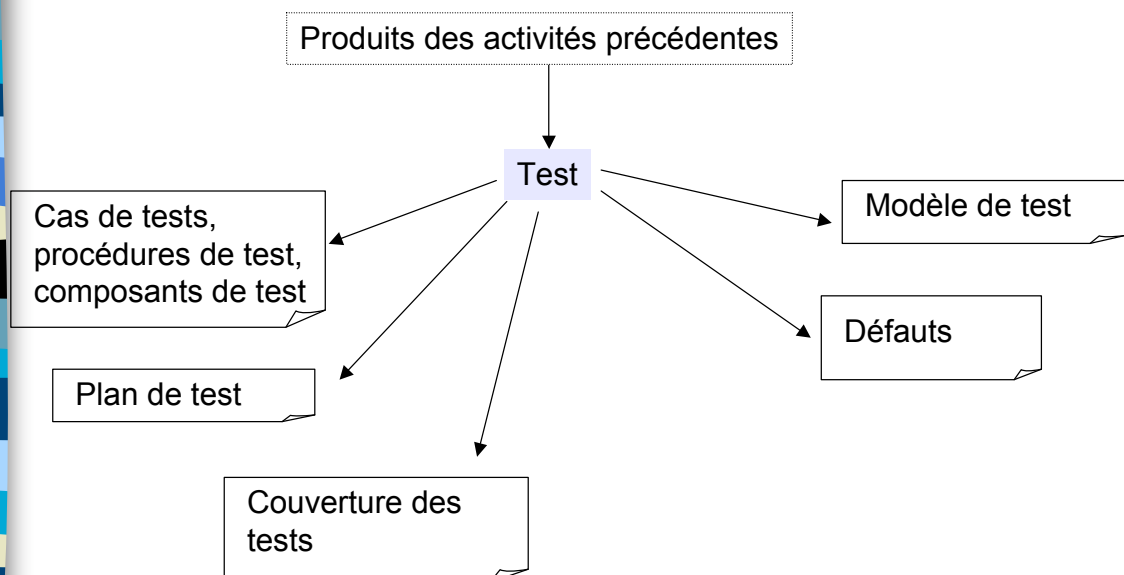 Produits des activités précédentes
Test
Cas de tests,
procédures de test,
composants de test
Modèle de test
Défauts
Plan de test
Couverture des
tests